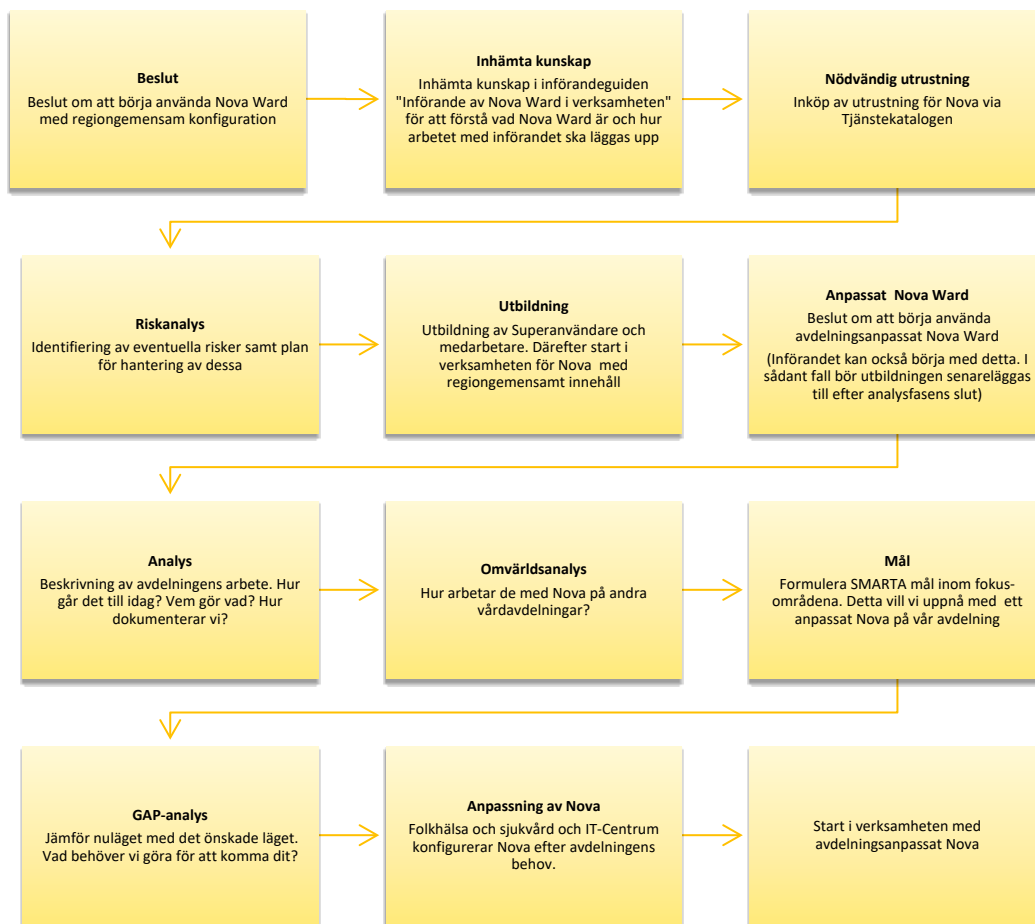 Beslut
Beslut om att börja använda Nova Ward
med regiongemensam konfiguration
Inhämta kunskap
Inhämta kunskap i införandeguiden
"Införande av Nova Ward i verksamheten"
för att förstå vad Nova Ward är och hur
arbetet med införandet ska läggas upp
Nödvändig utrustning
Inköp av utrustning för Nova via
Tjänstekatalogen
Riskanalys
Identifiering av eventuella risker samt plan
för hantering av dessa
Utbildning
Utbildning av Superanvändare och
medarbetare. Därefter start i
verksamheten för Nova med
regiongemensamt innehåll
Anpassat Nova Ward
Beslut om att börja använda
avdelningsanpassat Nova Ward
(Införandet kan också börja med detta. I
sådant fall bör utbildningen senareläggas
till efter analysfasens slut)
Analys
Beskrivning av avdelningens arbete. Hur
går det till idag? Vem gör vad? Hur
dokumenterar vi?
Omvärldsanalys
Hur arbetar de med Nova på andra
vårdavdelningar?
Mål
Formulera SMARTA mål inom fokus-
områdena. Detta vill vi uppnå med ett
anpassat Nova på vår avdelning
GAP-analys
Jämför nuläget med det önskade läget.
Vad behöver vi göra för att komma dit?
Anpassning av Nova
Folkhälsa och sjukvård och IT-Centrum
konfigurerar Nova efter avdelningens
behov.
Start i verksamheten med
avdelningsanpassat Nova